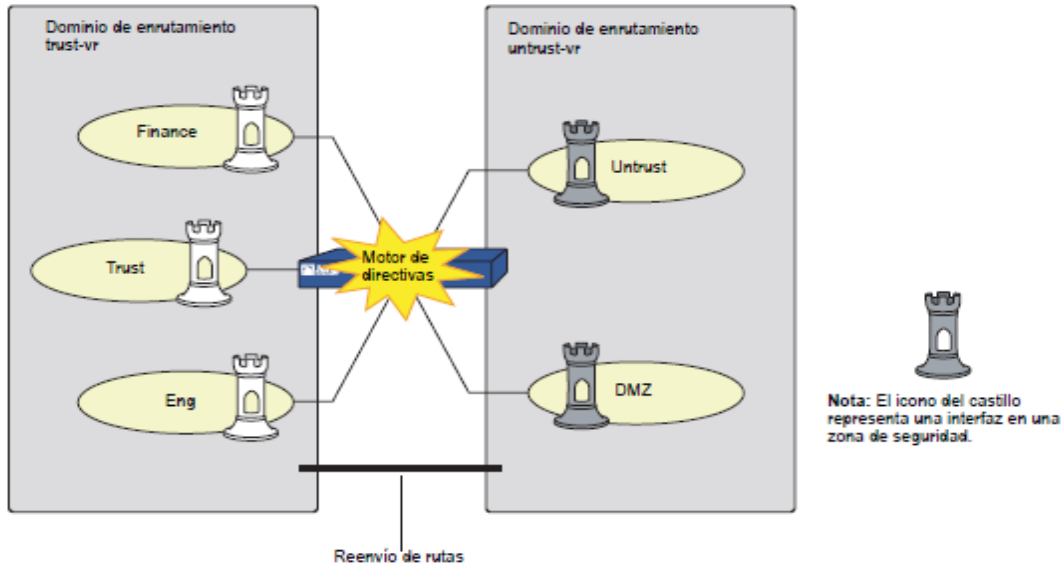 Dominio de enrutamiento
trust-vr
Dominio de enrutamiento
untrust-vr
Finance
Untrust
Trust
Motor de
directivas
Eng
DMZ
Nota: El icono del castillo
representa una interfaz en una
zona de seguridad.
Reenvío de rutas